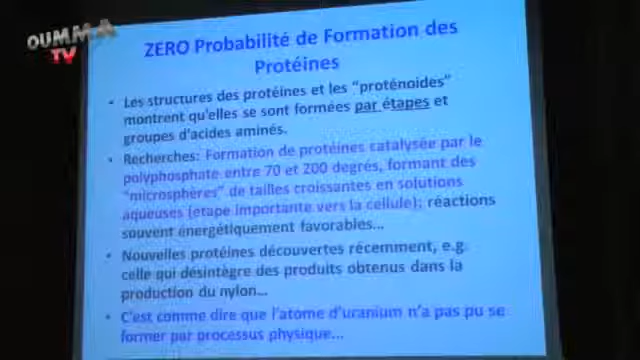 OUMMA
TV
ZERO Probabilité de Formation des
Protéines
• Les structures des protéines et les "proténoides"
montrent qu'elles se sont formées par étapes et
groupes d'acides aminés.
• Recherches: Formation de protéines catalysée par le
polyphosphate entre 70 et 200 degrés, formant des
"microsphères" de tailles croissantes en solutions
aqueuses (etape importante vers la cellule); réactions
souvent énergétiquement favorables...
• Nouvelles protéines découvertes récemment, e.g.
celle qui désintègre des produits obtenus dans la
production du nylon...
• C'est comme dire que l'atome d'uranium n'a pas pu se
former par processus physique...